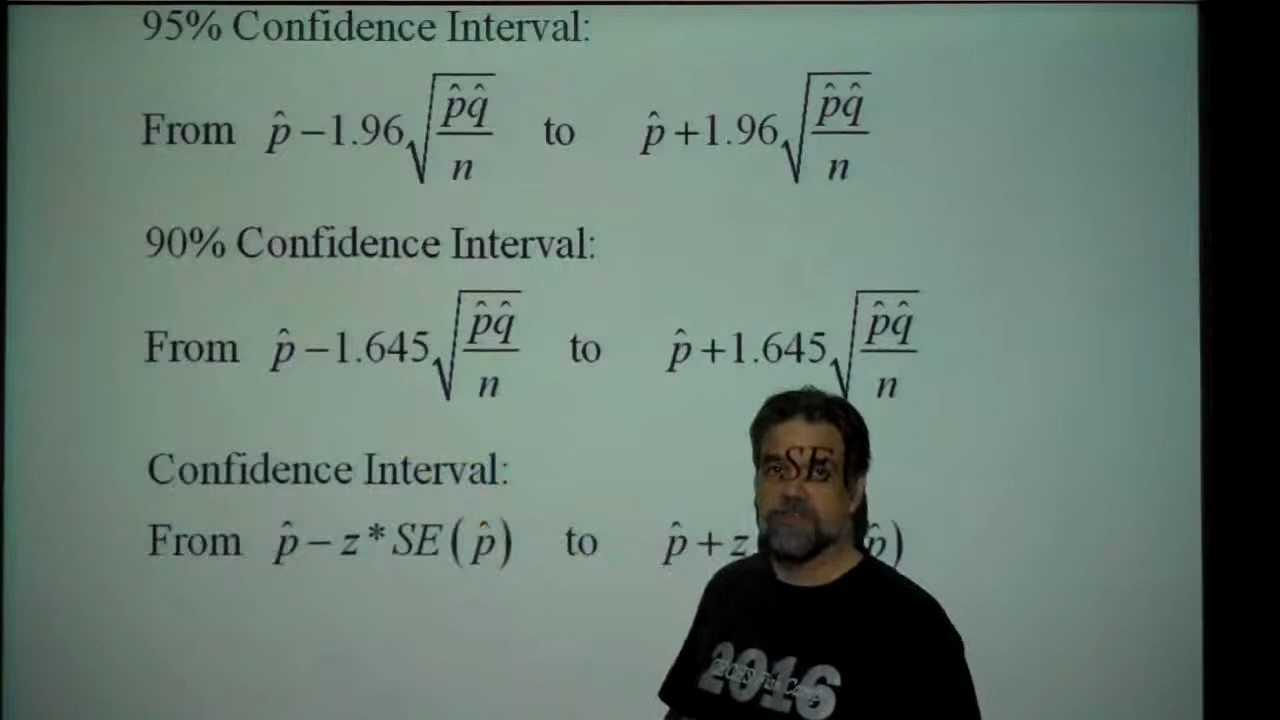 95% Confidence Interval:
From p̂ − 1.96√(p̂q̂/n) to p̂ + 1.96√(p̂q̂/n)
90% Confidence Interval:
From p̂ − 1.645√(p̂q̂/n) to p̂ + 1.645√(p̂q̂/n)
Confidence Interval:
From p̂ − z*SE(p̂) to p̂ + z SE p̂)
2016